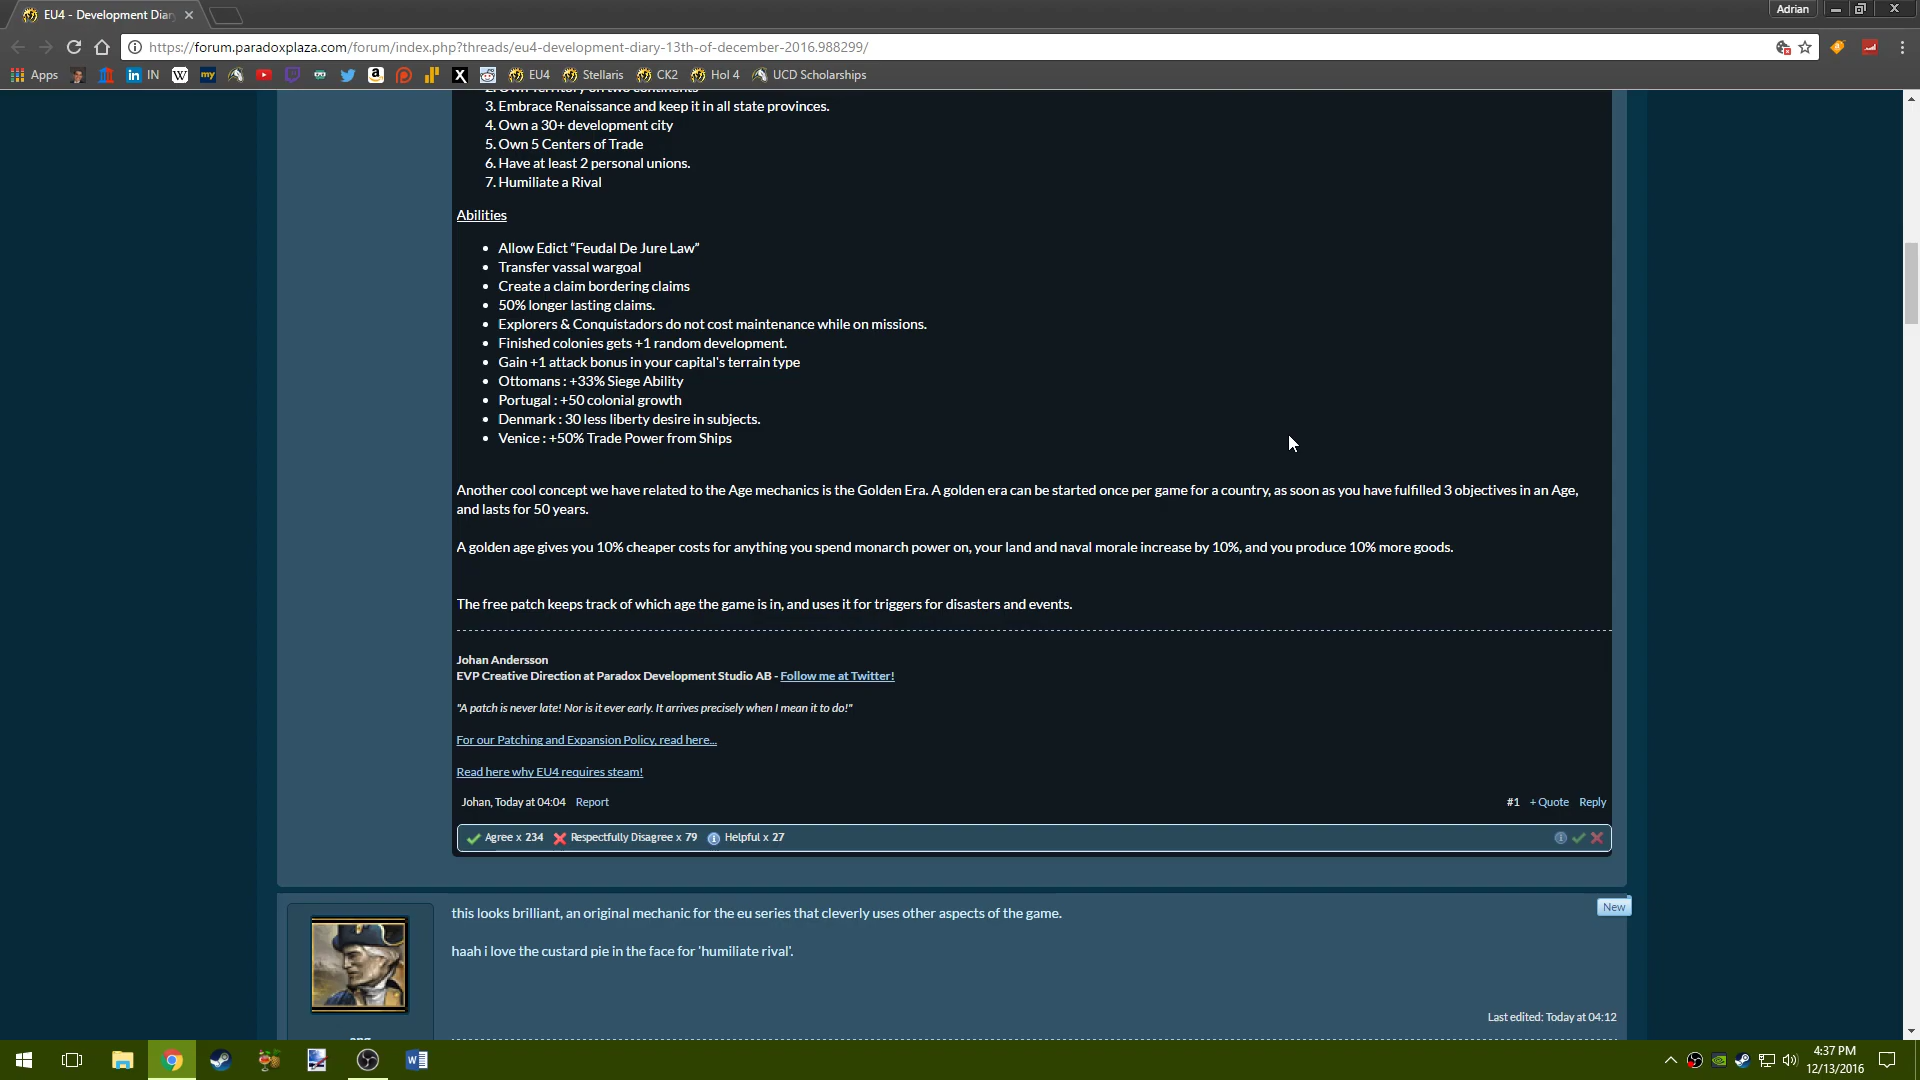 EU4 - Development Diar
Adrian
https://forum.paradoxplaza.com/forum/index.php?threads/eu4-development-diary-13th-of-december-2016.988299/
Apps
IN
W
my
EU4
Stellaris
CK2
HoI 4
UCD Scholarships
3. Embrace Renaissance and keep it in all state provinces.
4. Own a 30+ development city
5. Own 5 Centers of Trade
6. Have at least 2 personal unions.
7. Humiliate a Rival
Abilities
• Allow Edict “Feudal De Jure Law”
• Transfer vassal wargoal
• Create a claim bordering claims
• 50% longer lasting claims.
• Explorers & Conquistadors do not cost maintenance while on missions.
• Finished colonies gets +1 random development.
• Gain +1 attack bonus in your capital's terrain type
• Ottomans : +33% Siege Ability
• Portugal : +50 colonial growth
• Denmark : 30 less liberty desire in subjects.
• Venice : +50% Trade Power from Ships
Another cool concept we have related to the Age mechanics is the Golden Era. A golden era can be started once per game for a country, as soon as you have fulfilled 3 objectives in an Age,
and lasts for 50 years.
A golden age gives you 10% cheaper costs for anything you spend monarch power on, your land and naval morale increase by 10%, and you produce 10% more goods.
The free patch keeps track of which age the game is in, and uses it for triggers for disasters and events.
Johan Andersson
EVP Creative Direction at Paradox Development Studio AB - Follow me at Twitter!
"A patch is never late! Nor is it ever early. It arrives precisely when I mean it to do!"
For our Patching and Expansion Policy, read here...
Read here why EU4 requires steam!
Johan, Today at 04:04 Report
#1 + Quote Reply
Agree x 234 Respectfully Disagree x 79 Helpful x 27
this looks brilliant, an original mechanic for the eu series that cleverly uses other aspects of the game.
New
haah i love the custard pie in the face for 'humiliate rival'.
Last edited: Today at 04:12
4:37 PM
12/13/2016